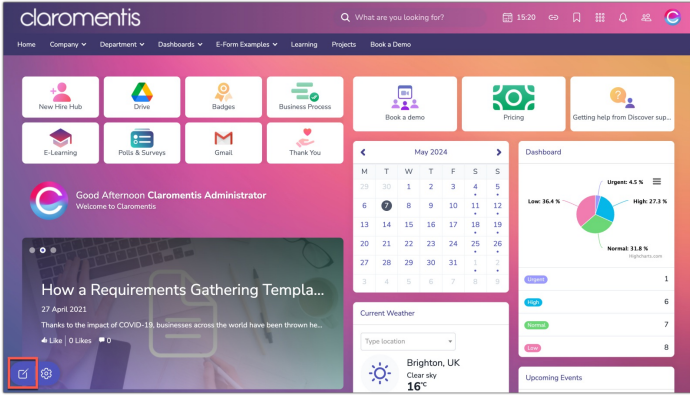 claromentis
What are you looking for?
15:20
Home Company Department Dashboards E-Form Examples Learning Projects Book a Demo
New Hire Hub
Drive
Badges
Business Process
E-Learning
Polls & Surveys
Gmail
Thank You
Book a demo
Pricing
Getting help from Discover sup...
Good Afternoon Claromentis Administrator
Welcome to Claromentis
How a Requirements Gathering Templa...
27 April 2021
Thanks to the impact of COVID-19, businesses across the world have been thrown he...
Like 0 Likes 0
May 2024
M T W T F S S
29 30 1 2 3 4 5
6 7 8 9 10 11 12
13 14 15 16 17 18 19
20 21 22 23 24 25 26
27 28 29 30 31 1 2
3 4 5 6 7 8 9
Current Weather
Type location
Brighton, UK
Clear sky
16°C
Dashboard
Urgent: 4.5 %
Low: 36.4 %
High: 27.3 %
Normal: 31.8 %
Highcharts.com
Urgent 1
High 6
Normal 7
Low 8
Upcoming Events